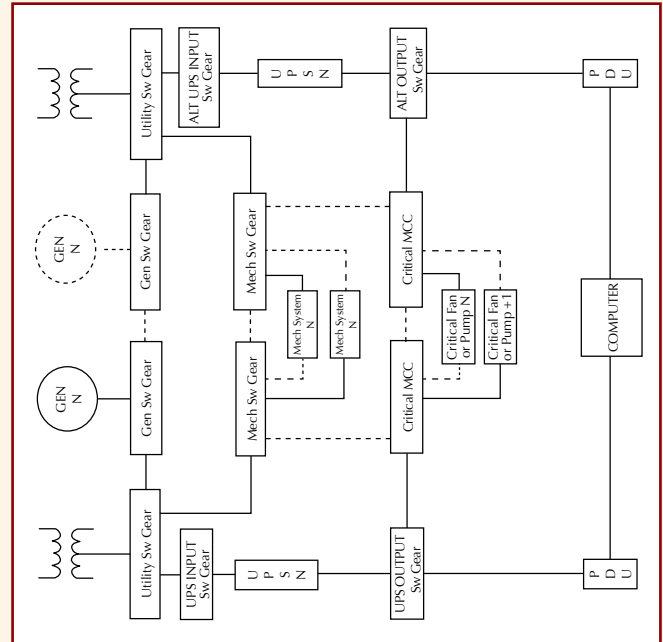 GEN
N
GEN
N
Utility Sw Gear
Gen Sw Gear
Gen Sw Gear
Utility Sw Gear
UPS INPUT
Sw Gear
ALT UPS INPUT
Sw Gear
U
P
S
N
Mech Sw Gear
Mech Sw Gear
U
P
S
N
Mech System
N
Mech System
N
UPS OUTPUT
Sw Gear
Critical MCC
Critical MCC
ALT OUTPUT
Sw Gear
Critical Fan
or Pump N
Critical Fan
or Pump +1
P
D
U
COMPUTER
P
D
U